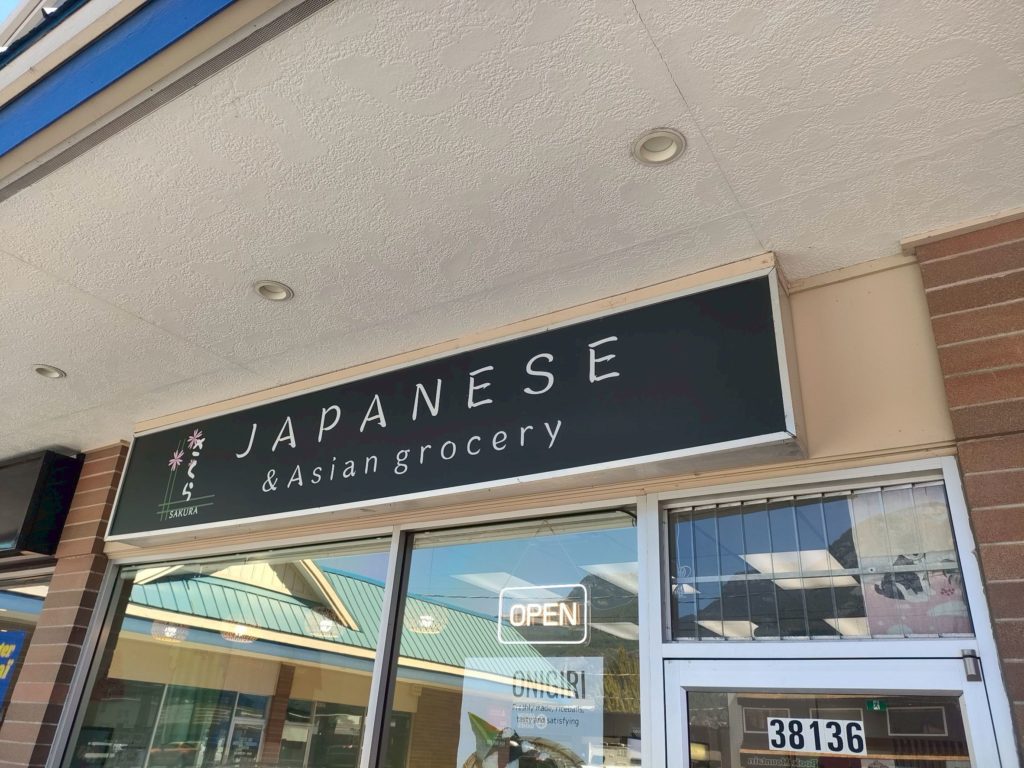 さくら
SAKURA
JAPANESE
& Asian grocery
OPEN
ONIGIRI
Freshly made, riceballs,
tasty and satisfying
38136